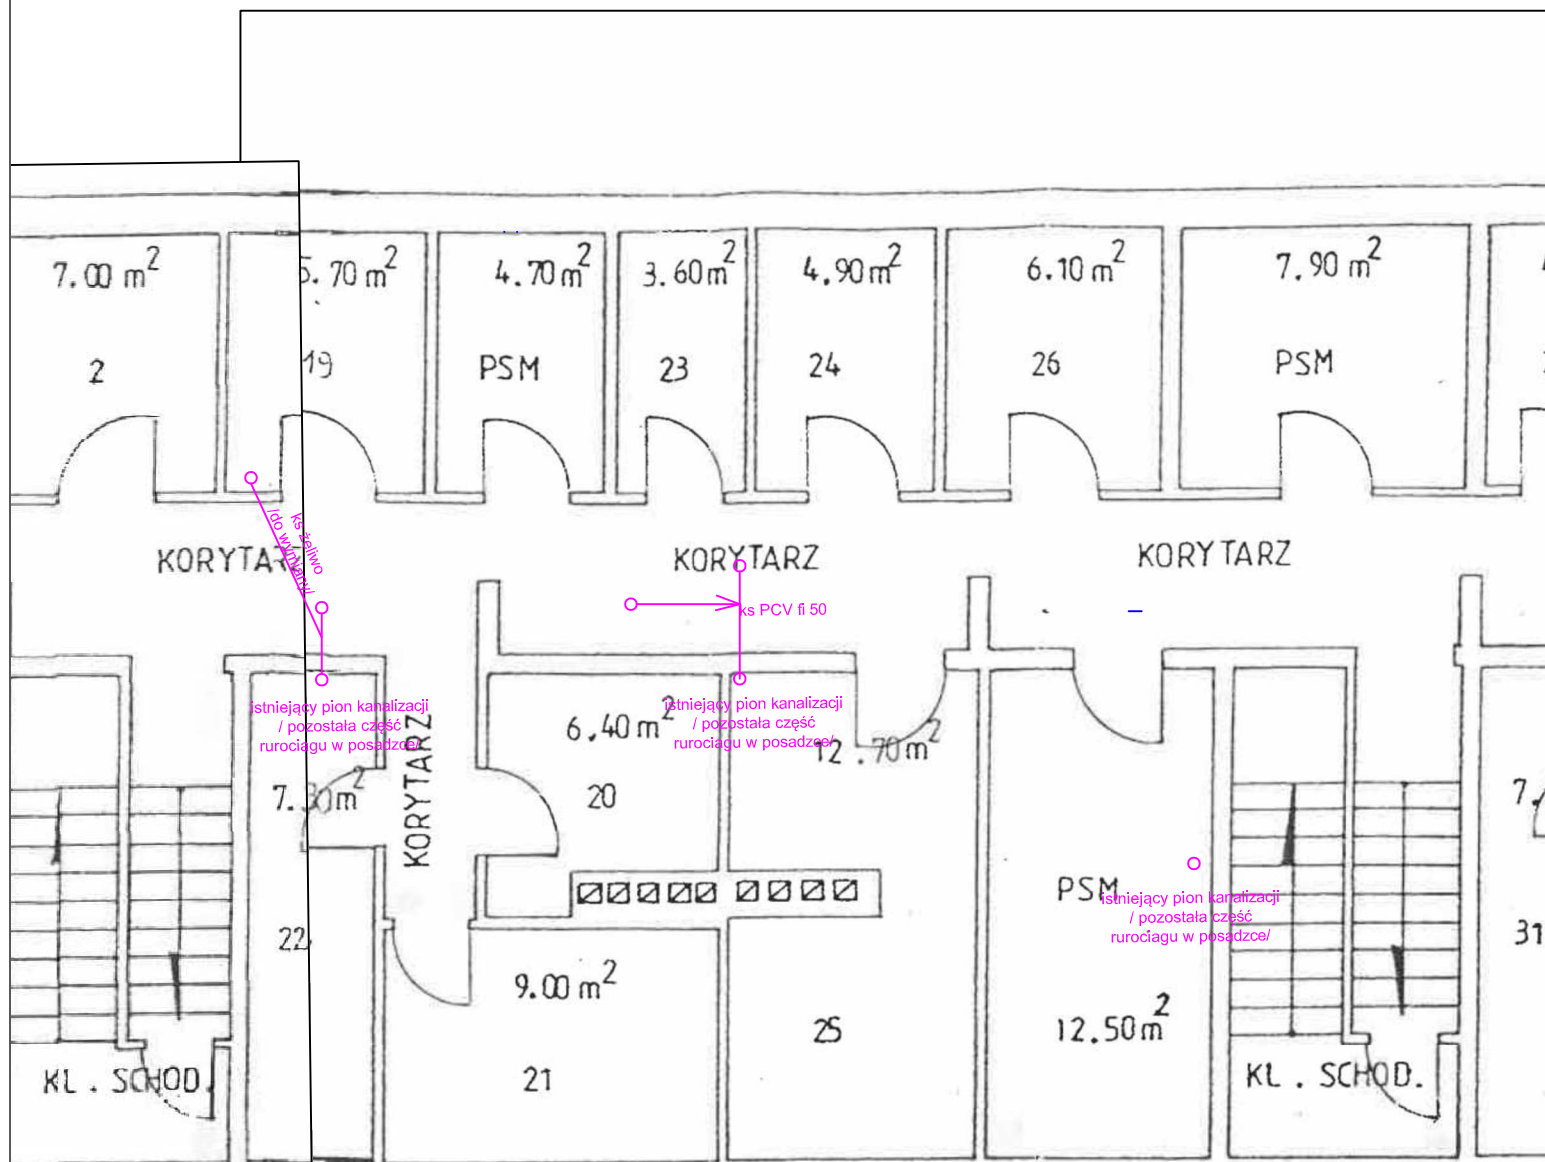 7.00 m²
5.70 m²
4.70 m²
3.60 m²
4.90 m²
6.10 m²
7.90 m²
2
19
PSM
23
24
26
PSM
ks żeliwo
/do wymiany/
KORYTARZ
KORYTARZ
KORYTARZ
ks PCV fi 50
istniejący pion kanalizacji
/ pozostała część
rurociagu w posadzce/
istniejący pion kanalizacji
/ pozostała część
rurociagu w posadzce/
6.40 m²
12.70 m²
KORYTARZ
7.30 m²
20
7.
PSM
istniejący pion kanalizacji
/ pozostała część
rurociagu w posadzce/
22
31
9.00 m²
25
12.50 m²
21
KL. SCHOD.
KL. SCHOD.